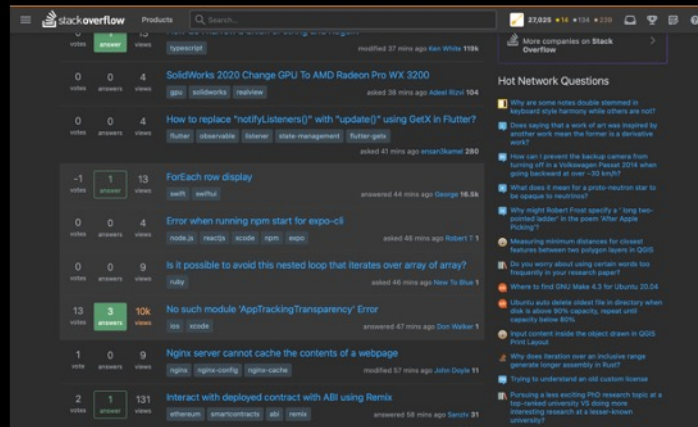 stackoverflow Products Search... 27,025 14 134 220
0 1 13
votes answer views
typescript
modified 37 mins ago Ken White 119k
0 0 4
votes answers views
SolidWorks 2020 Change GPU To AMD Radeon Pro WX 3200
gpu solidworks realview
asked 38 mins ago Adeel Rizvi 104
0 0 4
votes answers views
How to replace "notifyListeners()" with "update()" using GetX in Flutter?
flutter observable listener state-management flutter-getx
asked 41 mins ago ensan3kamel 280
-1 1 13
votes answer views
ForEach row display
swift swiftui
answered 44 mins ago George 16.5k
0 0 4
votes answers views
Error when running npm start for expo-cli
node.js reactjs xcode npm expo
asked 46 mins ago Robert T 1
0 0 9
votes answers views
Is it possible to avoid this nested loop that iterates over array of array?
ruby
asked 46 mins ago New To Blue 1
13 3 10k
votes answers views
No such module 'AppTrackingTransparency' Error
ios xcode
answered 47 mins ago Don Walker 1
1 0 9
vote answers views
Nginx server cannot cache the contents of a webpage
nginx nginx-config nginx-cache
modified 57 mins ago John Doyle 11
2 1 131
votes answer views
Interact with deployed contract with ABI using Remix
ethereum smartcontracts abi remix
answered 58 mins ago Sanzhi 31
More companies on Stack
Overflow
Hot Network Questions
Why are some notes double stemmed in
keyboard style harmony while others are not?
Does saying that a work of art was inspired by
another work mean the former is a derivative
work?
How can I prevent the backup camera from
turning off in a Volkswagen Passat 2014 when
going backward at over ~30 km/h?
What does it mean for a proto-neutron star to
be opaque to neutrinos?
Why might Robert Frost specify a ' long two-
pointed ladder' in the poem 'After Apple
Picking'?
Measuring minimum distances for closest
features between two polygon layers in QGIS
Do you worry about using certain words too
frequently in your research paper?
Where to find GNU Make 4.3 for Ubuntu 20.04
Ubuntu auto delete oldest file in directory when
disk is above 80% capacity, repeat until
capacity below 80%
Input content inside the object drawn in QGIS
Print Layout
Why does iteration over an inclusive range
generate longer assembly in Rust?
Trying to understand an old custom license
Pursuing a less exciting PhD research topic at a
top-ranked university VS doing more
interesting research at a lesser-known
university?